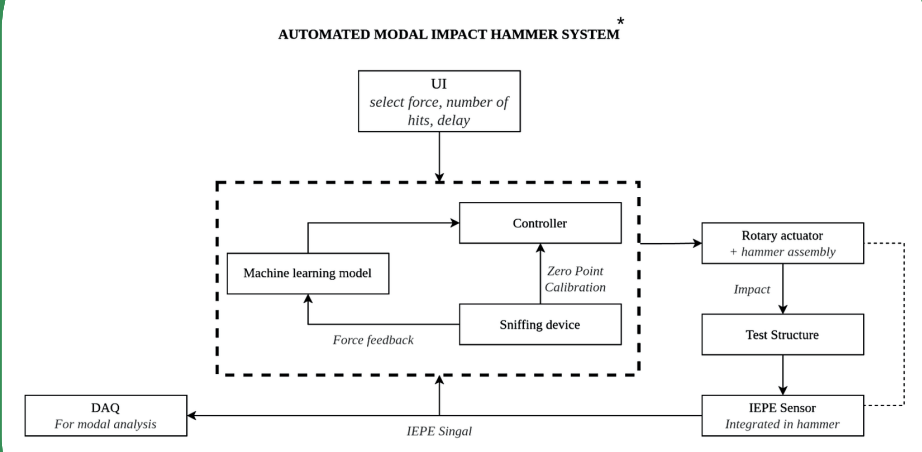 AUTOMATED MODAL IMPACT HAMMER SYSTEM*
UI
select force, number of
hits, delay
Controller
Rotary actuator
+ hammer assembly
Machine learning model
Zero Point
Calibration
Impact
Sniffing device
Force feedback
Test Structure
DAQ
For modal analysis
IEPE Sensor
Integrated in hammer
IEPE Singal